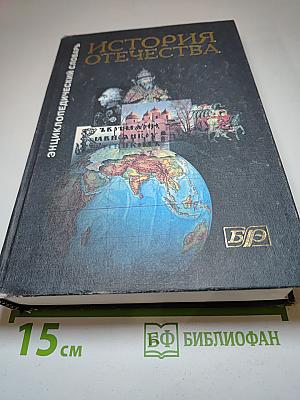 ЭНЦИКЛОПЕДИЧЕСКИЙ СЛОВАРЬ
ИСТОРИЯ
ОТЕЧЕСТВА
БРЭ
15 см
БФ БИБЛИОФАН